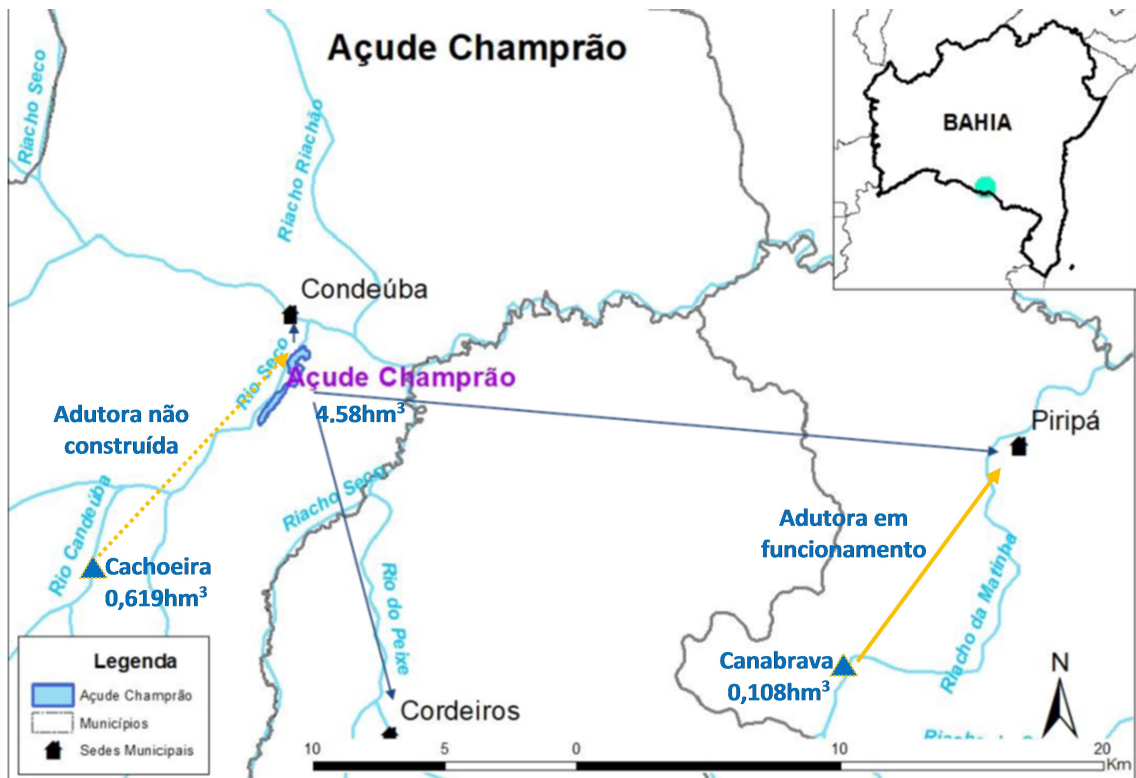 Açude Champrão
BAHIA
Riacho Seco
Riacho Riachão
Condeúba
Rio Seco
Açude Champrão
4.58hm³
Adutora não
construída
Piripá
Riacho Seco
Adutora em
funcionamento
Rio Candeúba
Cachoeira
0,619hm³
Rio do Peixe
Riacho da Matinha
Canabrava
0,108hm³
Legenda
Açude Champrão
Municípios
Sedes Municipais
Cordeiros
N
10 5 0 10 20
Km